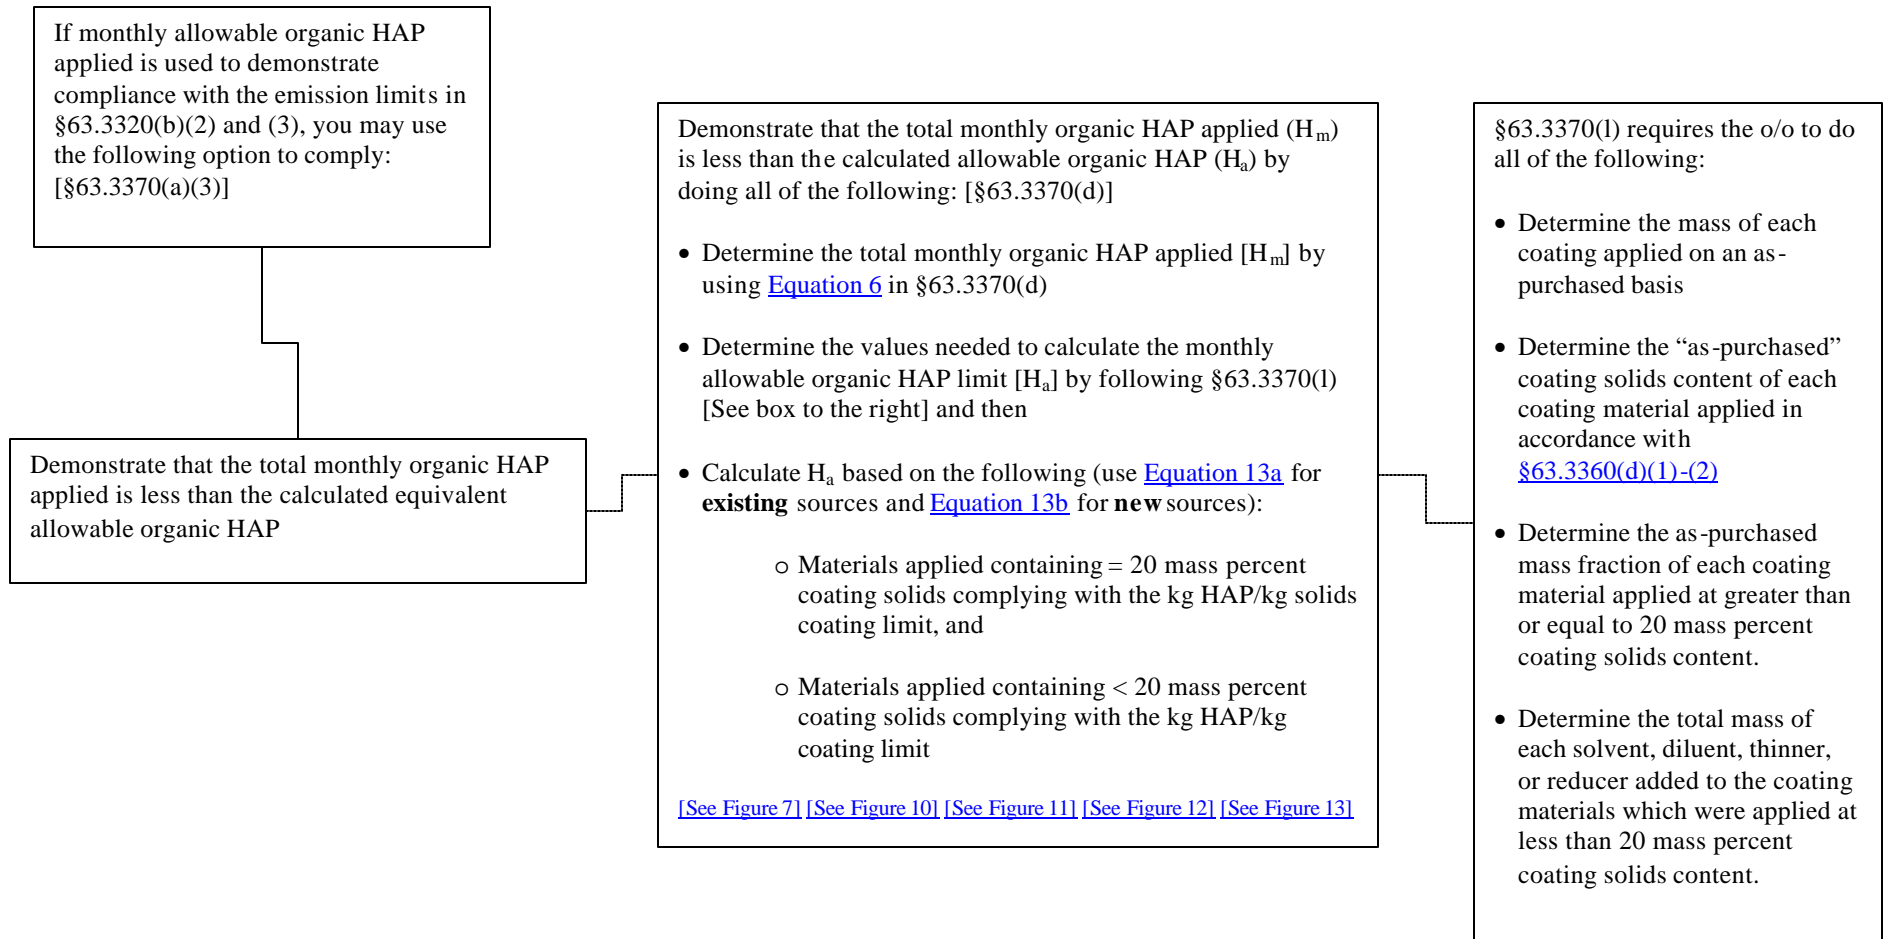 If monthly allowable organic HAP
applied is used to demonstrate
compliance with the emission limits in
§63.3320(b)(2) and (3), you may use
the following option to comply:
[§63.3370(a)(3)]
Demonstrate that the total monthly organic HAP
applied is less than the calculated equivalent
allowable organic HAP
Demonstrate that the total monthly organic HAP applied (Hm)
is less than the calculated allowable organic HAP (Ha) by
doing all of the following: [§63.3370(d)]
• Determine the total monthly organic HAP applied [Hm] by
using Equation 6 in §63.3370(d)
• Determine the values needed to calculate the monthly
allowable organic HAP limit [Ha] by following §63.3370(l)
[See box to the right] and then
• Calculate Ha based on the following (use Equation 13a for
existing sources and Equation 13b for new sources):
o Materials applied containing = 20 mass percent
coating solids complying with the kg HAP/kg solids
coating limit, and
o Materials applied containing < 20 mass percent
coating solids complying with the kg HAP/kg
coating limit
[See Figure 7] [See Figure 10] [See Figure 11] [See Figure 12] [See Figure 13]
§63.3370(l) requires the o/o to do
all of the following:
• Determine the mass of each
coating applied on an as-
purchased basis
• Determine the “as-purchased”
coating solids content of each
coating material applied in
accordance with
§63.3360(d)(1)-(2)
• Determine the as-purchased
mass fraction of each coating
material applied at greater than
or equal to 20 mass percent
coating solids content.
• Determine the total mass of
each solvent, diluent, thinner,
or reducer added to the coating
materials which were applied at
less than 20 mass percent
coating solids content.